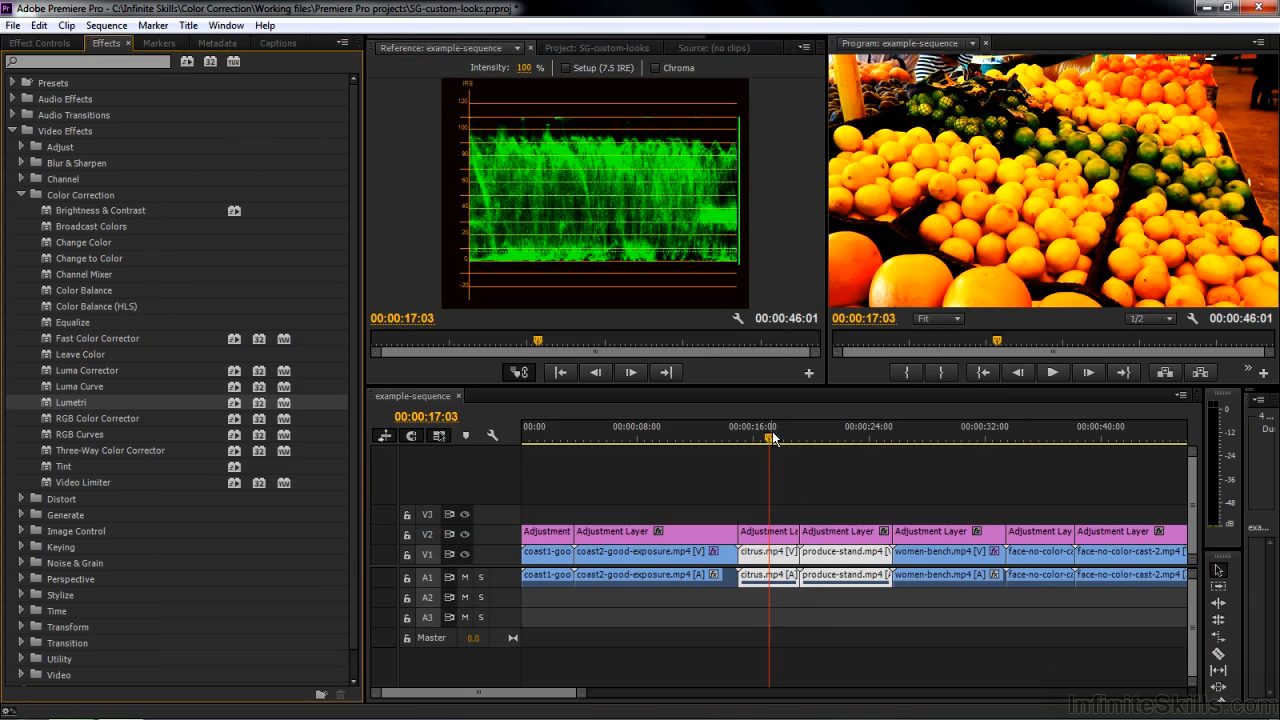 Adobe Premiere Pro - C:\Infinite Skills\Color Correction\Working files\Premiere Pro projects\SG-custom-looks.prproj *
File Edit Clip Sequence Marker Title Window Help
Effect Controls Effects × Markers Metadata Captions
Reference: example-sequence × Project: SG-custom-looks Source: (no clips)
Program: example-sequence ×
Intensity: 100 % Setup (7.5 IRE) Chroma
IRE
120
100
80
60
40
20
0
-20
Presets
Audio Effects
Audio Transitions
Video Effects
Adjust
Blur & Sharpen
Channel
Color Correction
Brightness & Contrast
Broadcast Colors
Change Color
Change to Color
Channel Mixer
Color Balance
Color Balance (HLS)
Equalize
Fast Color Corrector
Leave Color
Luma Corrector
Luma Curve
Lumetri
RGB Color Corrector
RGB Curves
Three-Way Color Corrector
Tint
Video Limiter
Distort
Generate
Image Control
Keying
Noise & Grain
Perspective
Stylize
Time
Transform
Transition
Utility
Video
00:00:17:03 00:00:46:01
00:00:17:03 Fit 1/2 00:00:46:01
example-sequence ×
00:00:17:03
00:00 00:00:08:00 00:00:16:00 00:00:24:00 00:00:32:00 00:00:40:00
V3
V2 Adjustment Adjustment Layer Adjustment La Adjustment Layer Adjustment Layer Adjustment Lay Adjustment Layer
V1 coast1-goo coast2-good-exposure.mp4 [V] citrus.mp4 [V] produce-stand.mp4 [V women-bench.mp4 [V] face-no-color-c face-no-color-cast-2.mp4 [V]
A1 M S coast1-goo coast2-good-exposure.mp4 [A] citrus.mp4 [A] produce-stand.mp4 [A women-bench.mp4 [A] face-no-color-c face-no-color-cast-2.mp4 [A]
A2 M S
A3 M S
Master 0.0
0
-12
-24
-36
-48
dB
4 ...
Du
exa...
InfiniteSkills.com